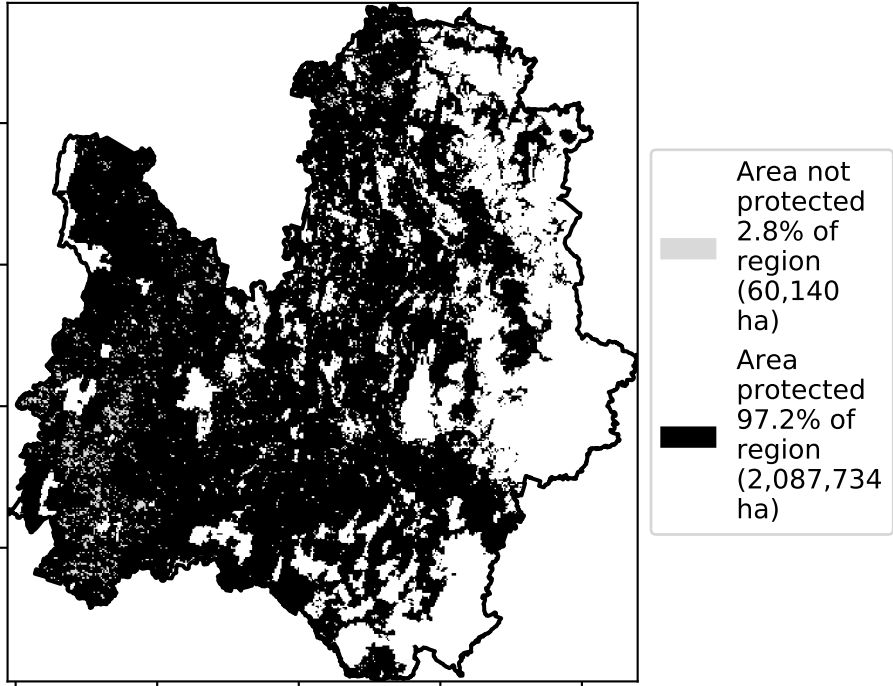 Area not
protected
2.8% of
region
(60,140
ha)
Area
protected
97.2% of
region
(2,087,734
ha)